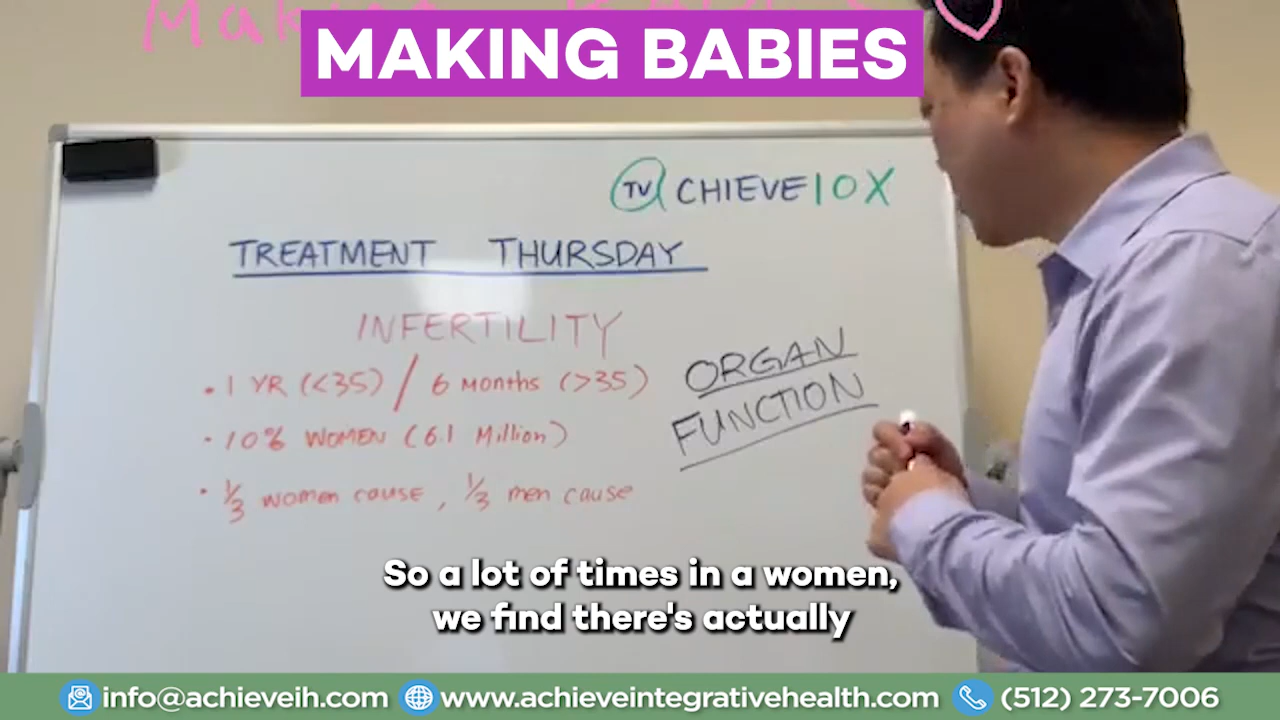 MAKING BABIES
TV@CHIEVE10X
TREATMENT THURSDAY
INFERTILITY
• 1 YR (<35) / 6 MONTHS (>35)
• 10% WOMEN (6.1 Million)
• 1/3 women cause, 1/3 men cause
ORGAN
FUNCTION
So a lot of times in a women,
we find there's actually
info@achieveih.com www.achieveintegrativehealth.com (512) 273-7006